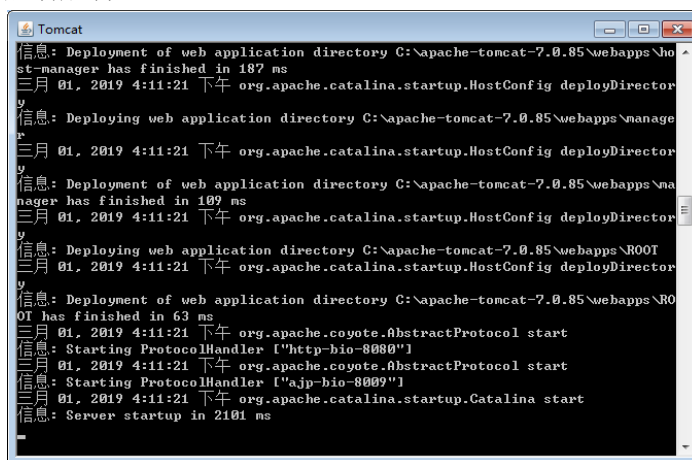 Tomcat
信息: Deployment of web application directory C:\apache-tomcat-7.0.85\webapps\ho
st-manager has finished in 187 ms
三月 01, 2019 4:11:21 下午 org.apache.catalina.startup.HostConfig deployDirector
y
信息: Deploying web application directory C:\apache-tomcat-7.0.85\webapps\manage
r
三月 01, 2019 4:11:21 下午 org.apache.catalina.startup.HostConfig deployDirector
y
信息: Deployment of web application directory C:\apache-tomcat-7.0.85\webapps\ma
nager has finished in 109 ms
三月 01, 2019 4:11:21 下午 org.apache.catalina.startup.HostConfig deployDirector
y
信息: Deploying web application directory C:\apache-tomcat-7.0.85\webapps\ROOT
三月 01, 2019 4:11:21 下午 org.apache.catalina.startup.HostConfig deployDirector
y
信息: Deployment of web application directory C:\apache-tomcat-7.0.85\webapps\RO
OT has finished in 63 ms
三月 01, 2019 4:11:21 下午 org.apache.coyote.AbstractProtocol start
信息: Starting ProtocolHandler ["http-bio-8080"]
三月 01, 2019 4:11:21 下午 org.apache.coyote.AbstractProtocol start
信息: Starting ProtocolHandler ["ajp-bio-8009"]
三月 01, 2019 4:11:21 下午 org.apache.catalina.startup.Catalina start
信息: Server startup in 2101 ms